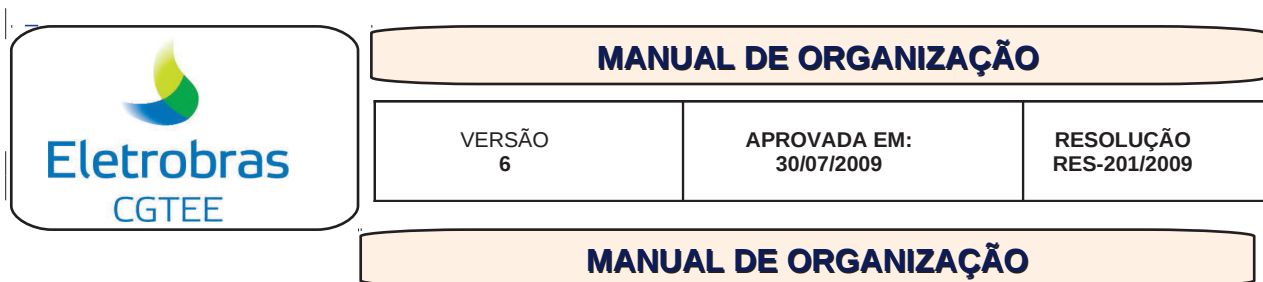 MANUAL DE ORGANIZAÇÃO
Eletrobras
CGTEE
VERSÃO
6
APROVADA EM:
30/07/2009
RESOLUÇÃO
RES-201/2009
MANUAL DE ORGANIZAÇÃO